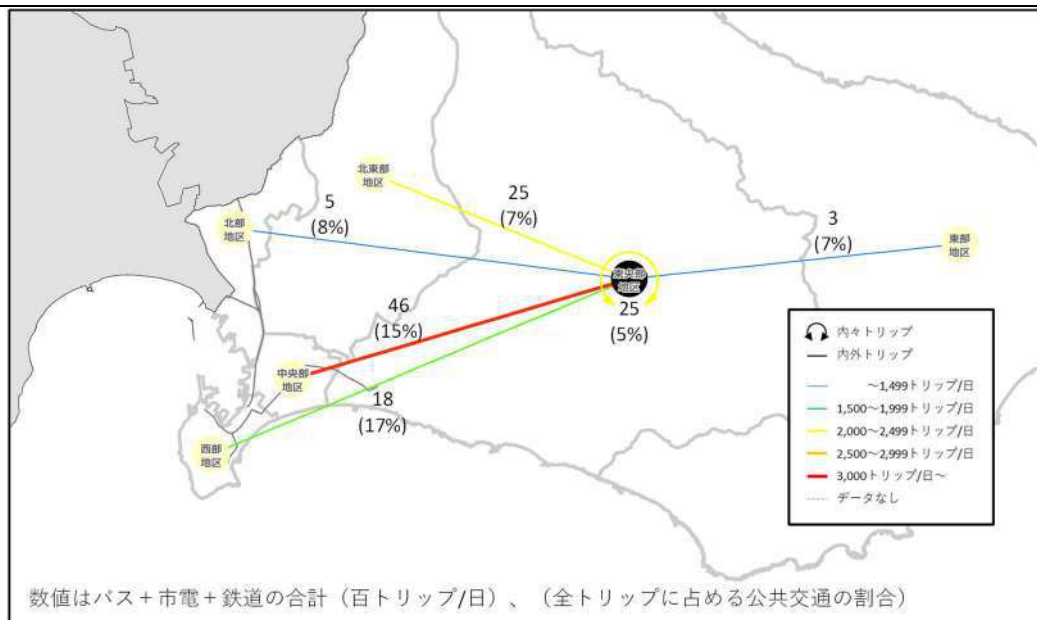 北東部
地区
25
(7%)
5
(8%)
3
(7%)
北部
地区
東部
地区
東央部
地区
25
(5%)
46
(15%)
中央部
地区
18
(17%)
西部
地区
内々トリップ
内外トリップ
～1,499トリップ/日
1,500～1,999トリップ/日
2,000～2,499トリップ/日
2,500～2,999トリップ/日
3,000トリップ/日～
データなし
数値はバス＋市電＋鉄道の合計（百トリップ/日）、（全トリップに占める公共交通の割合）